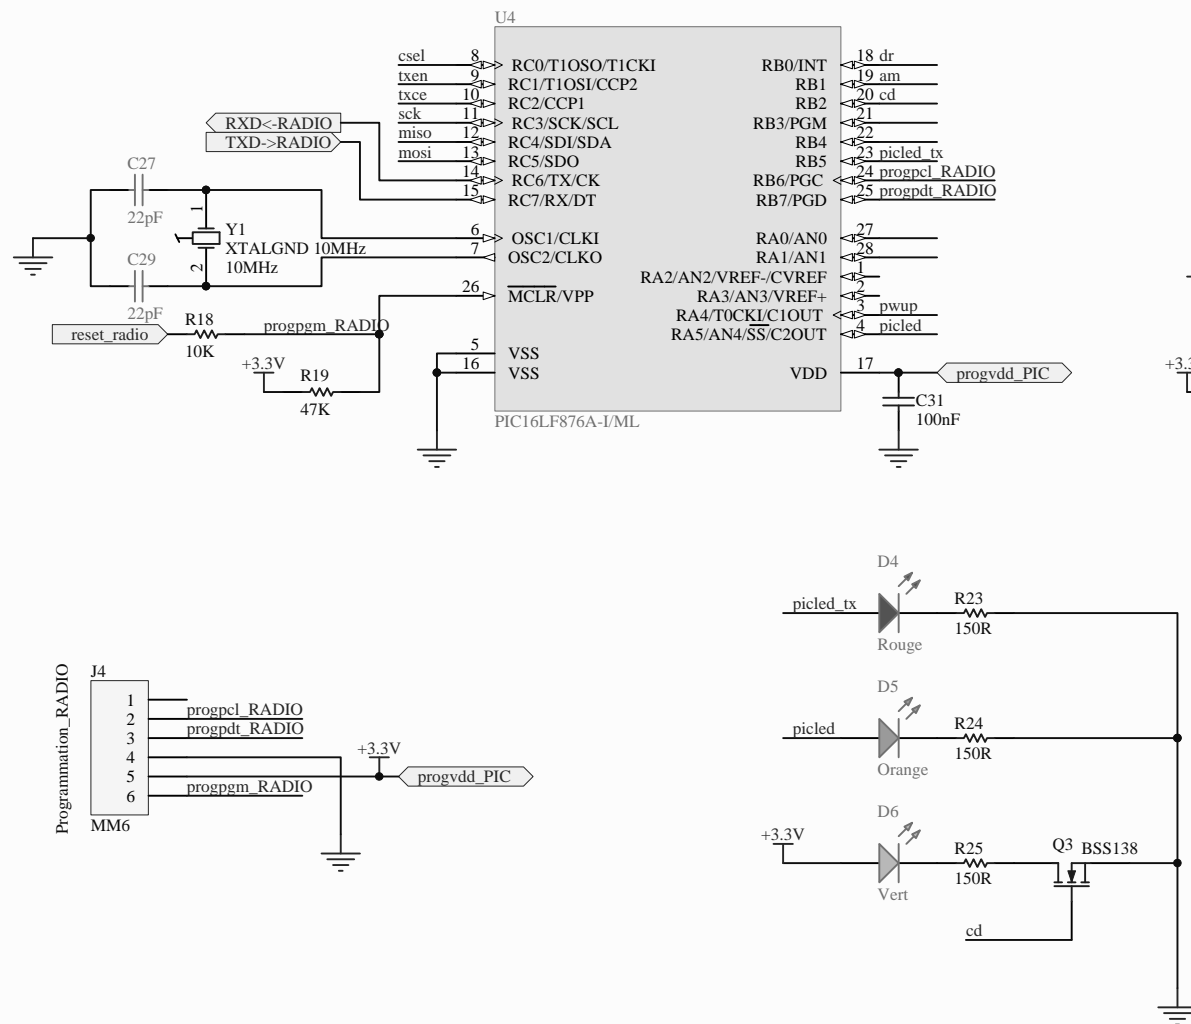 U4
csel 8 RC0/T1OSO/T1CKI RB0/INT 18 dr
txen 9 RC1/T1OSI/CCP2 RB1 19 am
txce 10 RC2/CCP1 RB2 20 cd
RXD<-RADIO sck 11 RC3/SCK/SCL RB3/PGM 21
TXD->RADIO miso 12 RC4/SDI/SDA RB4 22
mosi 13 RC5/SDO RB5 23 picled_tx
C27 14 RC6/TX/CK RB6/PGC 24 progpcl_RADIO
15 RC7/RX/DT RB7/PGD 25 progpdt_RADIO
22pF 1
Y1 6 OSC1/CLKI RA0/AN0 27
XTALGND 10MHz 7 OSC2/CLKO RA1/AN1 28
C29 2 10MHz
RA2/AN2/VREF-/CVREF 1
26 MCLR/VPP RA3/AN3/VREF+ 2
22pF R18 RA4/T0CKI/C1OUT 3 pwup
reset_radio 10K progpgm_RADIO RA5/AN4/SS/C2OUT 4 picled
+3.3V R19 5 VSS
16 VSS VDD 17 progvdd_PIC
47K
C31
100nF
PIC16LF876A-I/ML
D4
picled_tx R23
150R
Rouge
Programmation_RADIO
J4
1
2 progpcl_RADIO
3 progpdt_RADIO
4
5 +3.3V progvdd_PIC
6 progpgm_RADIO
MM6
D5
picled R24
150R
Orange
D6
+3.3V R25 Q3 BSS138
150R
Vert
cd